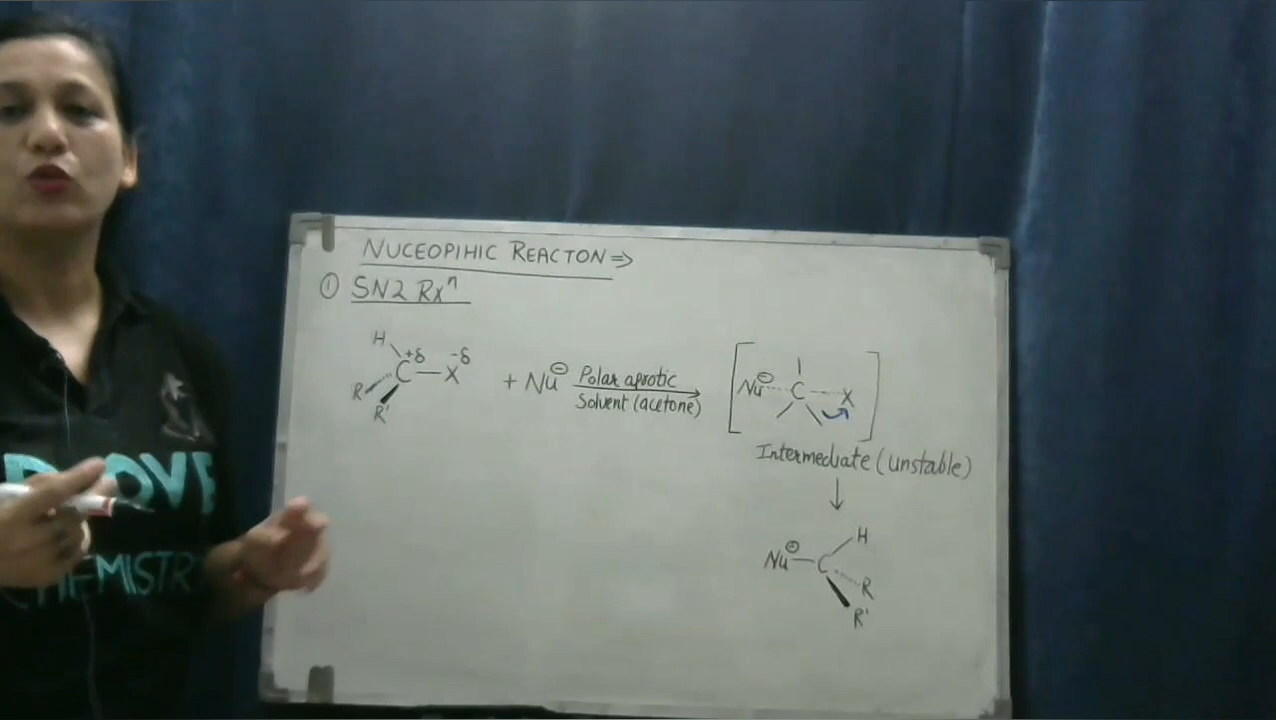 NUCEOPIHIC REACTON ⇒
① SN2 Rxⁿ
H
+δ -δ
C — X
R R'
+ Nu⊖
Polar aprotic
Solvent (acetone)
[ Nu⊖ ···· C ···· X ]
Intermediate (unstable)
↓
H
Nu⊖ — C
R
R'
CHEMISTR